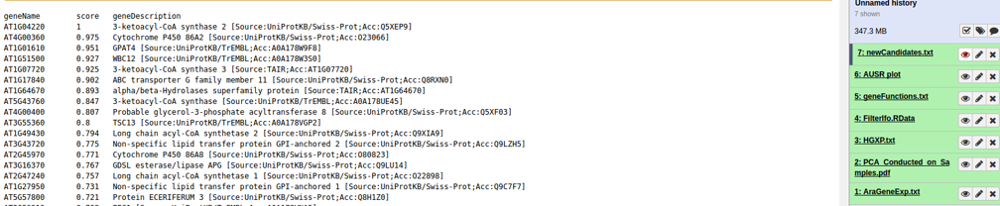 geneName score geneDescription
AT1G04220 1 3-ketoacyl-CoA synthase 2 [Source:UniProtKB/Swiss-Prot;Acc:Q5XEP9]
AT4G00360 0.975 Cytochrome P450 86A2 [Source:UniProtKB/Swiss-Prot;Acc:O23066]
AT1G01610 0.951 GPAT4 [Source:UniProtKB/TrEMBL;Acc:A0A178W9F8]
AT1G51500 0.927 WBC12 [Source:UniProtKB/TrEMBL;Acc:A0A178W3S0]
AT1G07720 0.925 3-ketoacyl-CoA synthase 3 [Source:TAIR;Acc:AT1G07720]
AT1G17840 0.902 ABC transporter G family member 11 [Source:UniProtKB/Swiss-Prot;Acc:Q8RXN0]
AT1G64670 0.893 alpha/beta-Hydrolases superfamily protein [Source:TAIR;Acc:AT1G64670]
AT5G43760 0.847 3-ketoacyl-CoA synthase [Source:UniProtKB/TrEMBL;Acc:A0A178UE45]
AT4G00400 0.807 Probable glycerol-3-phosphate acyltransferase 8 [Source:UniProtKB/Swiss-Prot;Acc:Q5XF03]
AT3G55360 0.8 TSC13 [Source:UniProtKB/TrEMBL;Acc:A0A178VGP2]
AT1G49430 0.794 Long chain acyl-CoA synthetase 2 [Source:UniProtKB/Swiss-Prot;Acc:Q9XIA9]
AT3G43720 0.775 Non-specific lipid transfer protein GPI-anchored 2 [Source:UniProtKB/Swiss-Prot;Acc:Q9LZH5]
AT2G45970 0.771 Cytochrome P450 86A8 [Source:UniProtKB/Swiss-Prot;Acc:O80823]
AT3G16370 0.767 GDSL esterase/lipase APG [Source:UniProtKB/Swiss-Prot;Acc:Q9LU14]
AT2G47240 0.757 Long chain acyl-CoA synthetase 1 [Source:UniProtKB/Swiss-Prot;Acc:O22898]
AT1G27950 0.731 Non-specific lipid transfer protein GPI-anchored 1 [Source:UniProtKB/Swiss-Prot;Acc:Q9C7F7]
AT5G57800 0.721 Protein ECERIFERUM 3 [Source:UniProtKB/Swiss-Prot;Acc:Q8H1Z0]
Unnamed history
7 shown
347.3 MB
7: newCandidates.txt
6: AUSR plot
5: geneFunctions.txt
4: FilterIfo.RData
3: HGXP.txt
2: PCA_Conducted_on_Sa
mples.pdf
1: AraGeneExp.txt